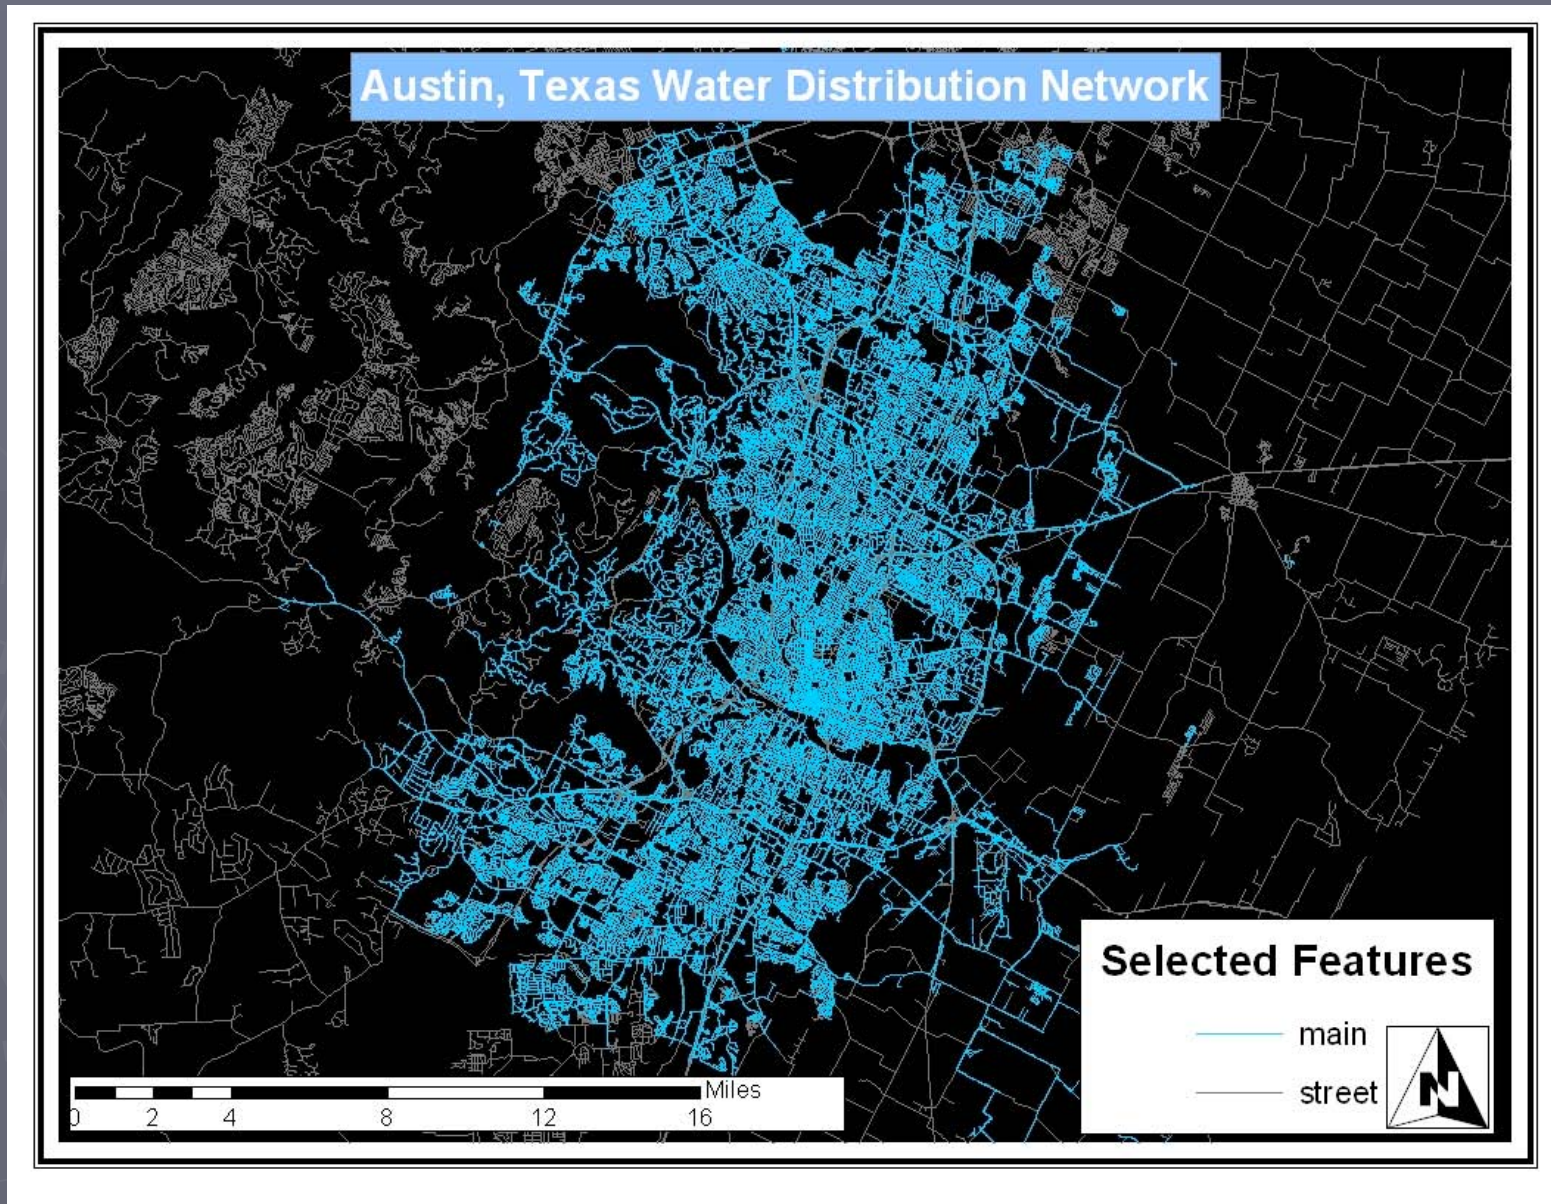 Austin, Texas Water Distribution Network
Selected Features
main
street
N
Miles
0 2 4 8 12 16